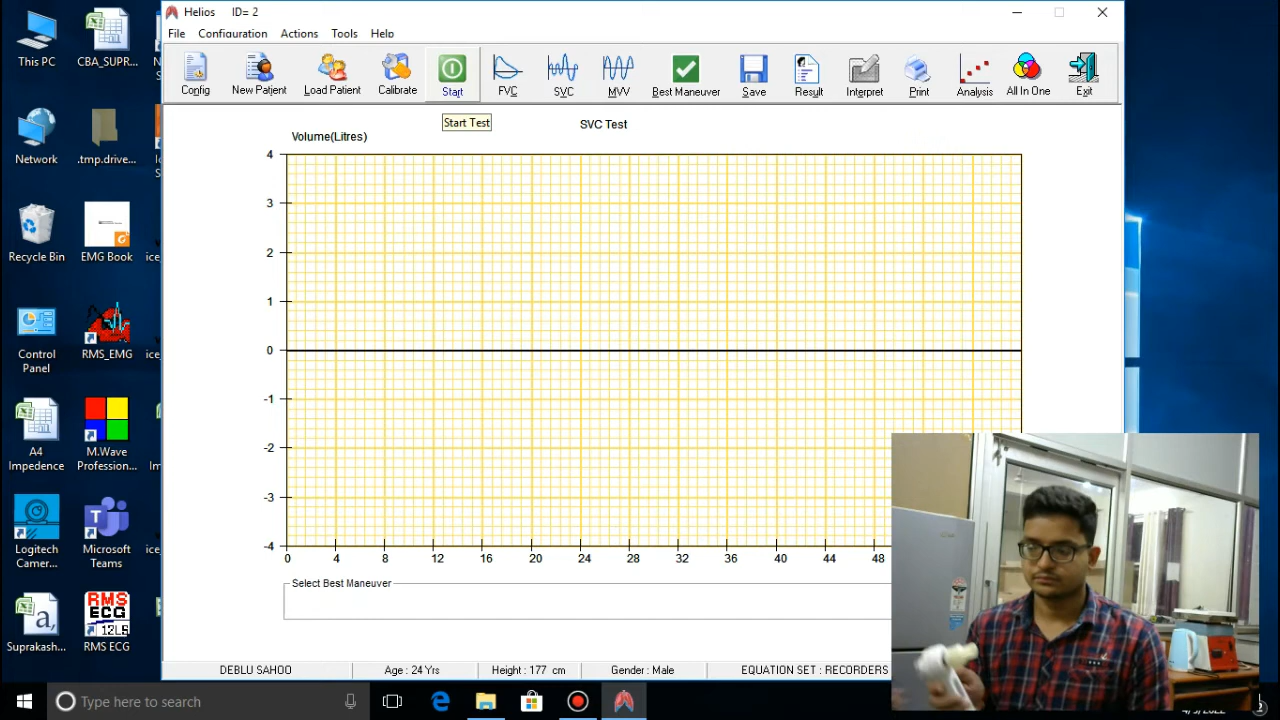 This PC
CBA_SUPR...
Network
.tmp.drive...
Recycle Bin
EMG Book
ice_
Control
Panel
RMS_EMG
ice_
A4
Impedence
M.Wave
Profession...
Logitech
Camer...
Microsoft
Teams
ice_
Suprakash...
RMS
ECG
12LS
RMS ECG
Helios ID= 2
File Confiquration Actions Tools Help
Config New Patient Load Patient Calibrate Start FVC SVC MVV Best Maneuver Save Result Interpret Print Analysis All In One Exit
Start Test
SVC Test
Volume(Litres)
4
3
2
1
0
-1
-2
-3
-4
0 4 8 12 16 20 24 28 32 36 40 44 48
Select Best Maneuver
DEBLU SAHOO Age : 24 Yrs Height : 177 cm Gender : Male EQUATION SET : RECORDERS
Type here to search